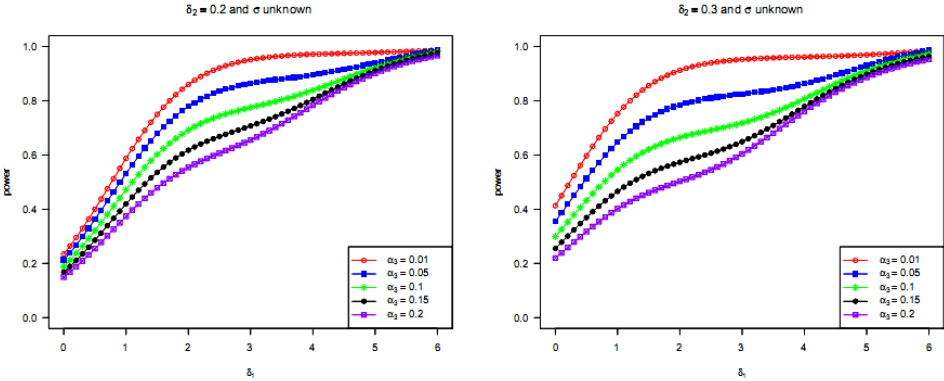 δ₂ = 0.2 and σ unknown
power
1.0
0.8
0.6
0.4
0.2
0.0
0 1 2 3 4 5 6
δ₁
α₃ = 0.01
α₃ = 0.05
α₃ = 0.1
α₃ = 0.15
α₃ = 0.2
δ₂ = 0.3 and σ unknown
power
1.0
0.8
0.6
0.4
0.2
0.0
0 1 2 3 4 5 6
δ₁
α₃ = 0.01
α₃ = 0.05
α₃ = 0.1
α₃ = 0.15
α₃ = 0.2